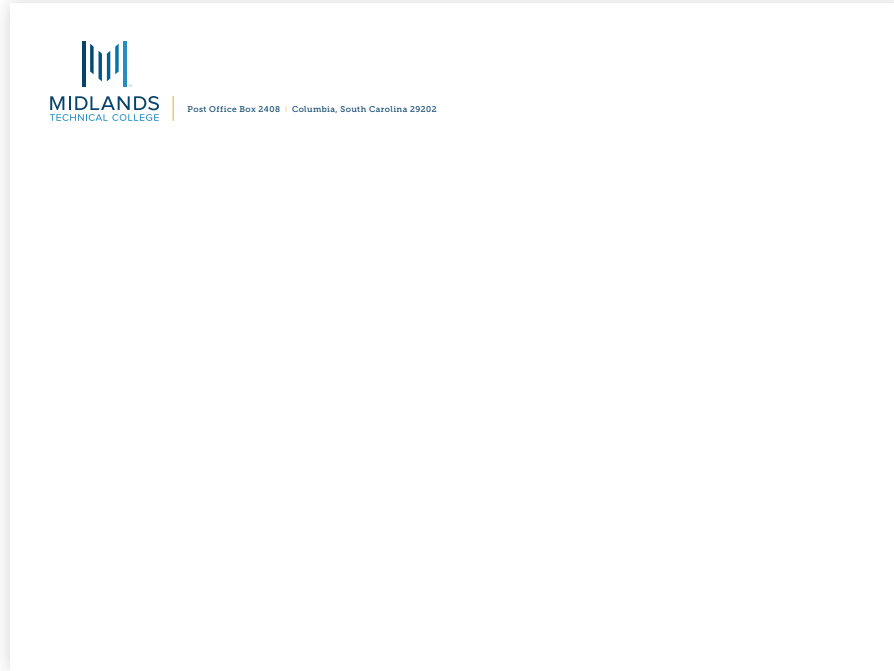 MIDLANDS
TECHNICAL COLLEGE
Post Office Box 2408 | Columbia, South Carolina 29202